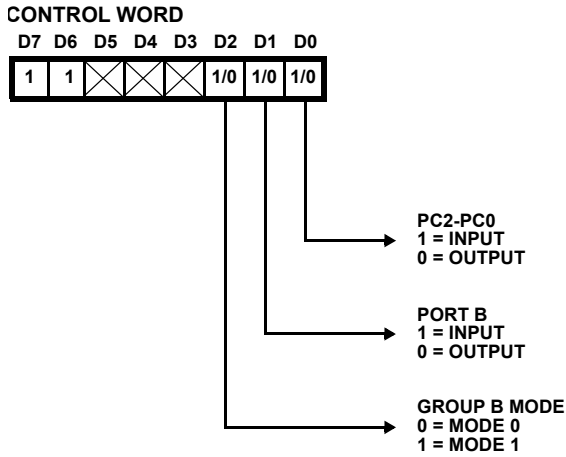 CONTROL WORD
D7 D6 D5 D4 D3 D2 D1 D0
1 1 1/0 1/0 1/0
PC2-PC0
1 = INPUT
0 = OUTPUT
PORT B
1 = INPUT
0 = OUTPUT
GROUP B MODE
0 = MODE 0
1 = MODE 1